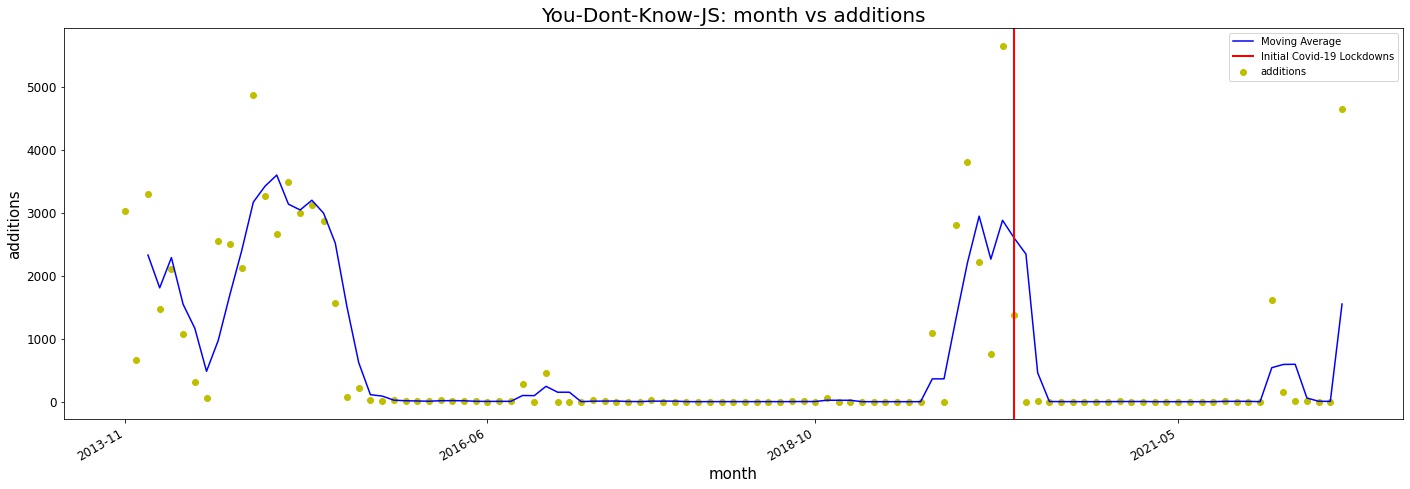 You-Dont-Know-JS: month vs additions
Moving Average
Initial Covid-19 Lockdowns
additions
additions
5000
4000
3000
2000
1000
0
2013-11
2016-06
2018-10
2021-05
month